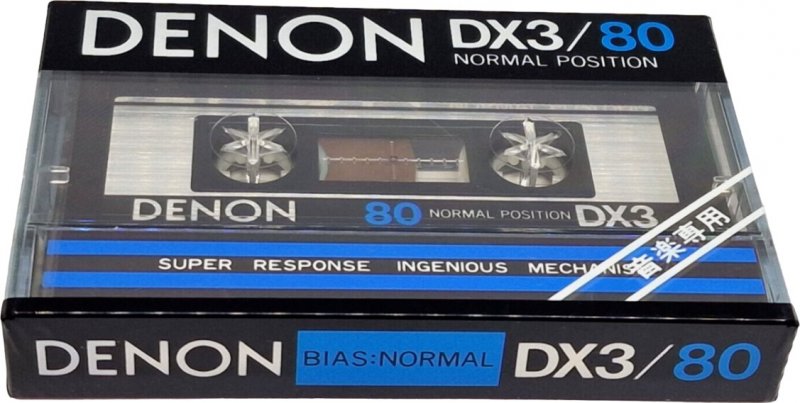 DENON DX3/80
NORMAL POSITION
DENON 80 NORMAL POSITION DX3
SUPER RESPONSE INGENIOUS MECHANIS
音楽専用
DENON BIAS:NORMAL DX3/80